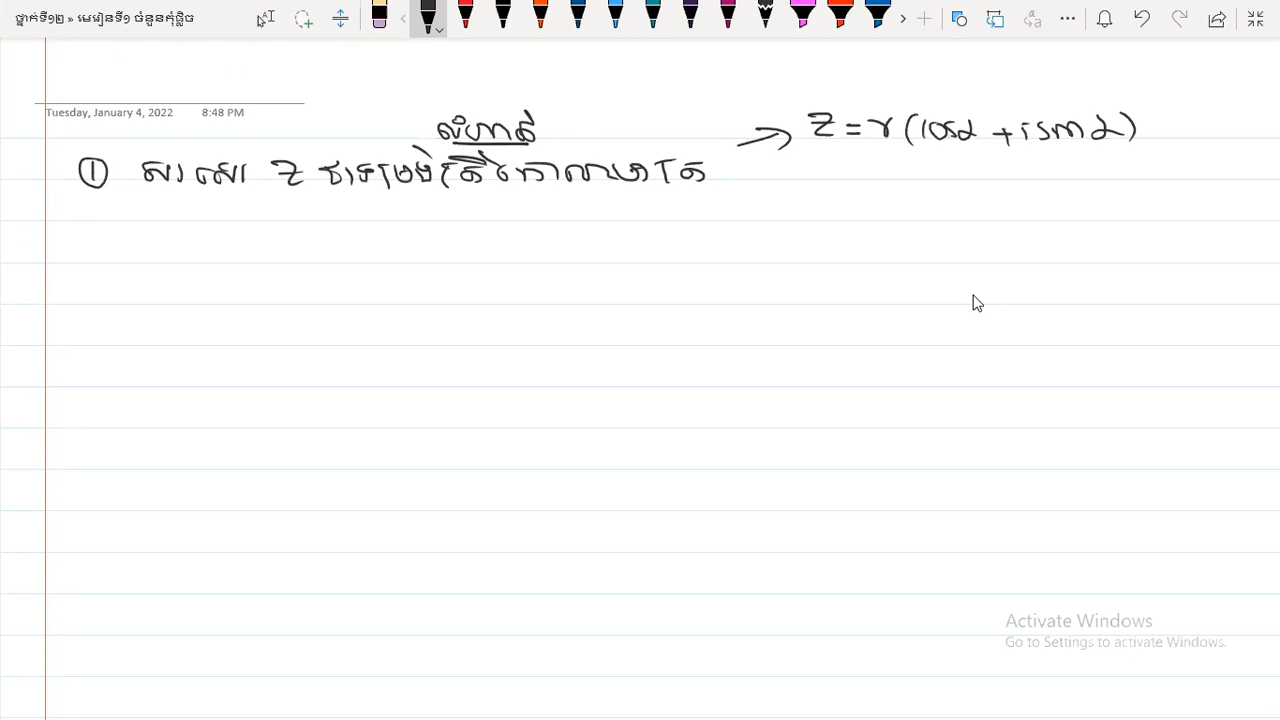 ថ្នាក់ទី១២ » មេរៀនទី១ ចំនួនកុំផ្លិច
Tuesday, January 4, 2022 8:48 PM
លំហាត់
→ Z = r (cosα + i sinα)
① សរសេរ Z ជាទម្រង់ត្រីកោណមាត្រ
Activate Windows
Go to Settings to activate Windows.